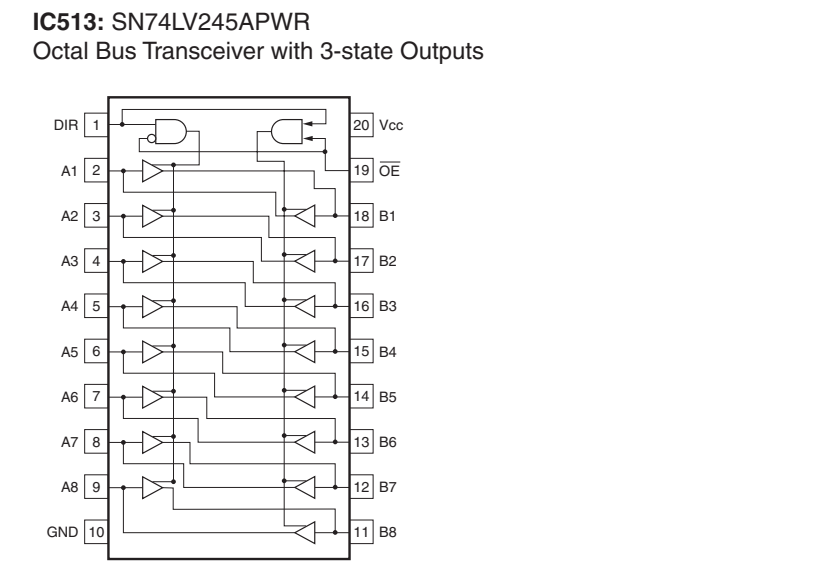 IC513: SN74LV245APWR
Octal Bus Transceiver with 3-state Outputs
DIR 1 20 Vcc
A1 2 19 OE
A2 3 18 B1
A3 4 17 B2
A4 5 16 B3
A5 6 15 B4
A6 7 14 B5
A7 8 13 B6
A8 9 12 B7
GND 10 11 B8